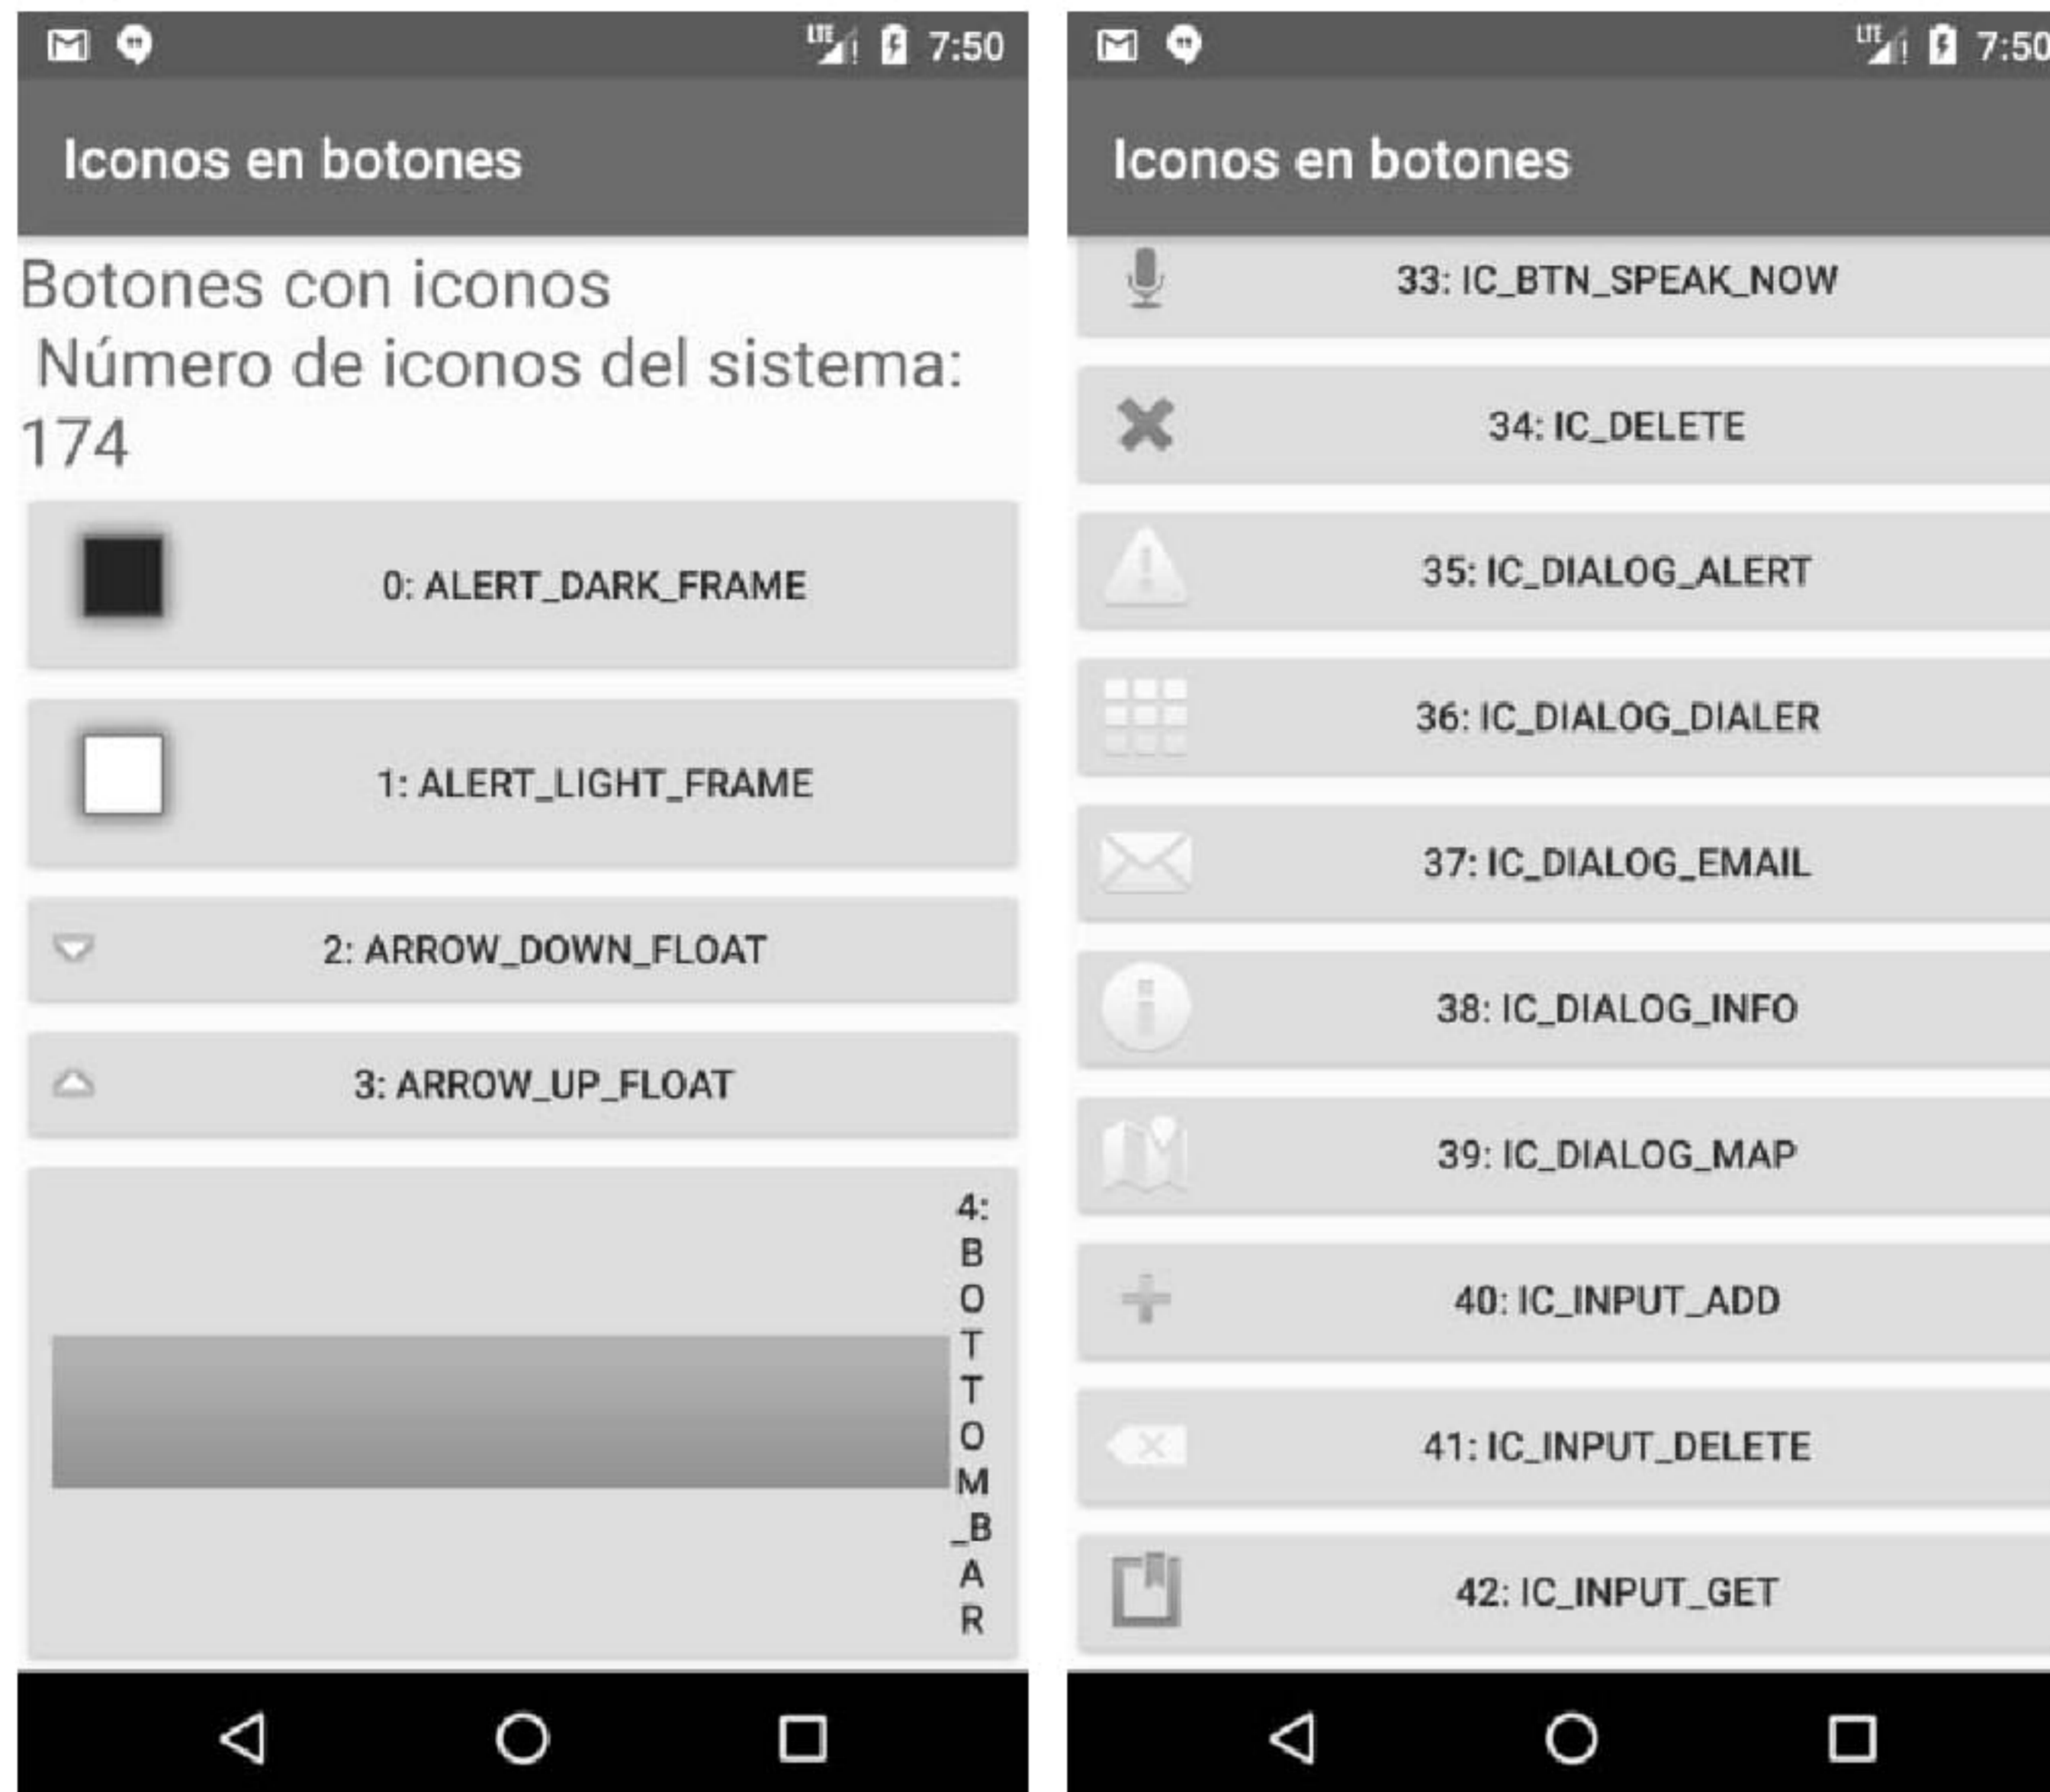 LTE 7:50
Iconos en botones
Botones con iconos
Número de iconos del sistema:
174
0: ALERT_DARK_FRAME
1: ALERT_LIGHT_FRAME
2: ARROW_DOWN_FLOAT
3: ARROW_UP_FLOAT
4:
B
O
T
T
O
M
_B
A
R
LTE 7:50
Iconos en botones
33: IC_BTN_SPEAK_NOW
34: IC_DELETE
35: IC_DIALOG_ALERT
36: IC_DIALOG_DIALER
37: IC_DIALOG_EMAIL
38: IC_DIALOG_INFO
39: IC_DIALOG_MAP
40: IC_INPUT_ADD
41: IC_INPUT_DELETE
42: IC_INPUT_GET